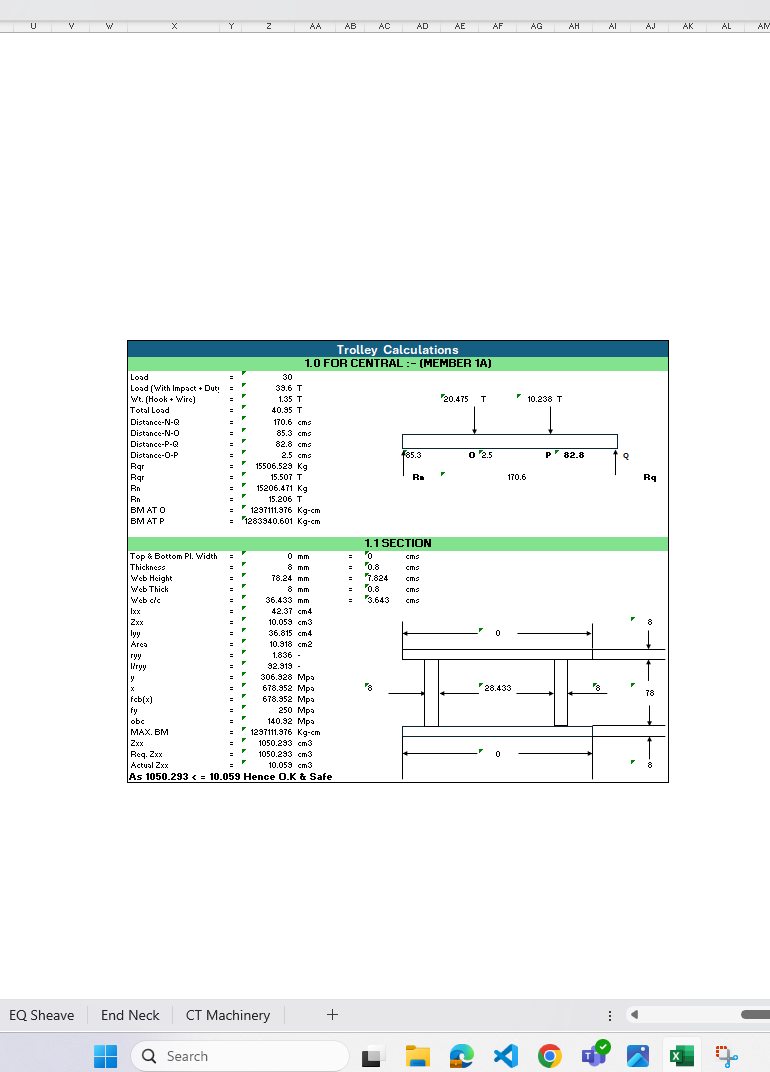 U V W X Y Z AA AB AC AD AE AF AG AH AI AJ AK AL AM
Trolley Calculations
1.0 FOR CENTRAL :- (MEMBER 1A)
Load = 30
Load (With Impact + Duty = 39.6 T
Wt. (Hook + Wire) = 1.35 T 20.475 T 10.238 T
Total Load = 40.95 T
Distance-N-Q = 170.6 cms
Distance-N-O = 85.3 cms
Distance-P-Q = 82.8 cms
Distance-O-P = 2.5 cms 85.3 O 2.5 P 82.8 Q
Rqr = 15506.529 Kg
Rqr = 15.507 T Rn 170.6 Rq
Rn = 15206.471 Kg
Rn = 15.206 T
BM AT O = 1297111.976 Kg-cm
BM AT P = 1283940.601 Kg-cm
1.1 SECTION
Top & Bottom Pl. Width = 0 mm = 0 cms
Thickness = 8 mm = 0.8 cms
Web Height = 78.24 mm = 7.824 cms
Web Thick = 8 mm = 0.8 cms
Web c/c = 36.433 mm = 3.643 cms
Ixx = 42.37 cm4
Zxx = 10.059 cm3 8
Iyy = 36.815 cm4 0
Area = 10.918 cm2
ryy = 1.836 -
l/ryy = 92.919 -
y = 306.928 Mpa
x = 678.952 Mpa 8 28.433 8 78
fcb(x) = 678.952 Mpa
fy = 250 Mpa
obc = 140.92 Mpa
MAX. BM = 1297111.976 Kg-cm
Zxx = 1050.293 cm3
Req. Zxx = 1050.293 cm3 0
Actual Zxx = 10.059 cm3 8
As 1050.293 < = 10.059 Hence O.K & Safe
EQ Sheave End Neck CT Machinery +
Search